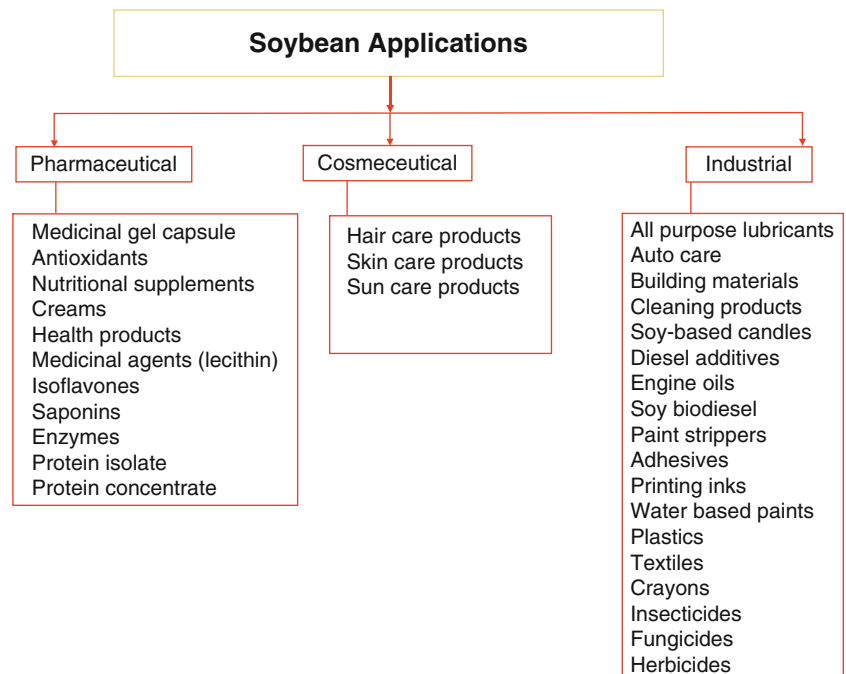 Soybean Applications
Pharmaceutical
Cosmeceutical
Industrial
Medicinal gel capsule
Antioxidants
Nutritional supplements
Creams
Health products
Medicinal agents (lecithin)
Isoflavones
Saponins
Enzymes
Protein isolate
Protein concentrate
Hair care products
Skin care products
Sun care products
All purpose lubricants
Auto care
Building materials
Cleaning products
Soy-based candles
Diesel additives
Engine oils
Soy biodiesel
Paint strippers
Adhesives
Printing inks
Water based paints
Plastics
Textiles
Crayons
Insecticides
Fungicides
Herbicides